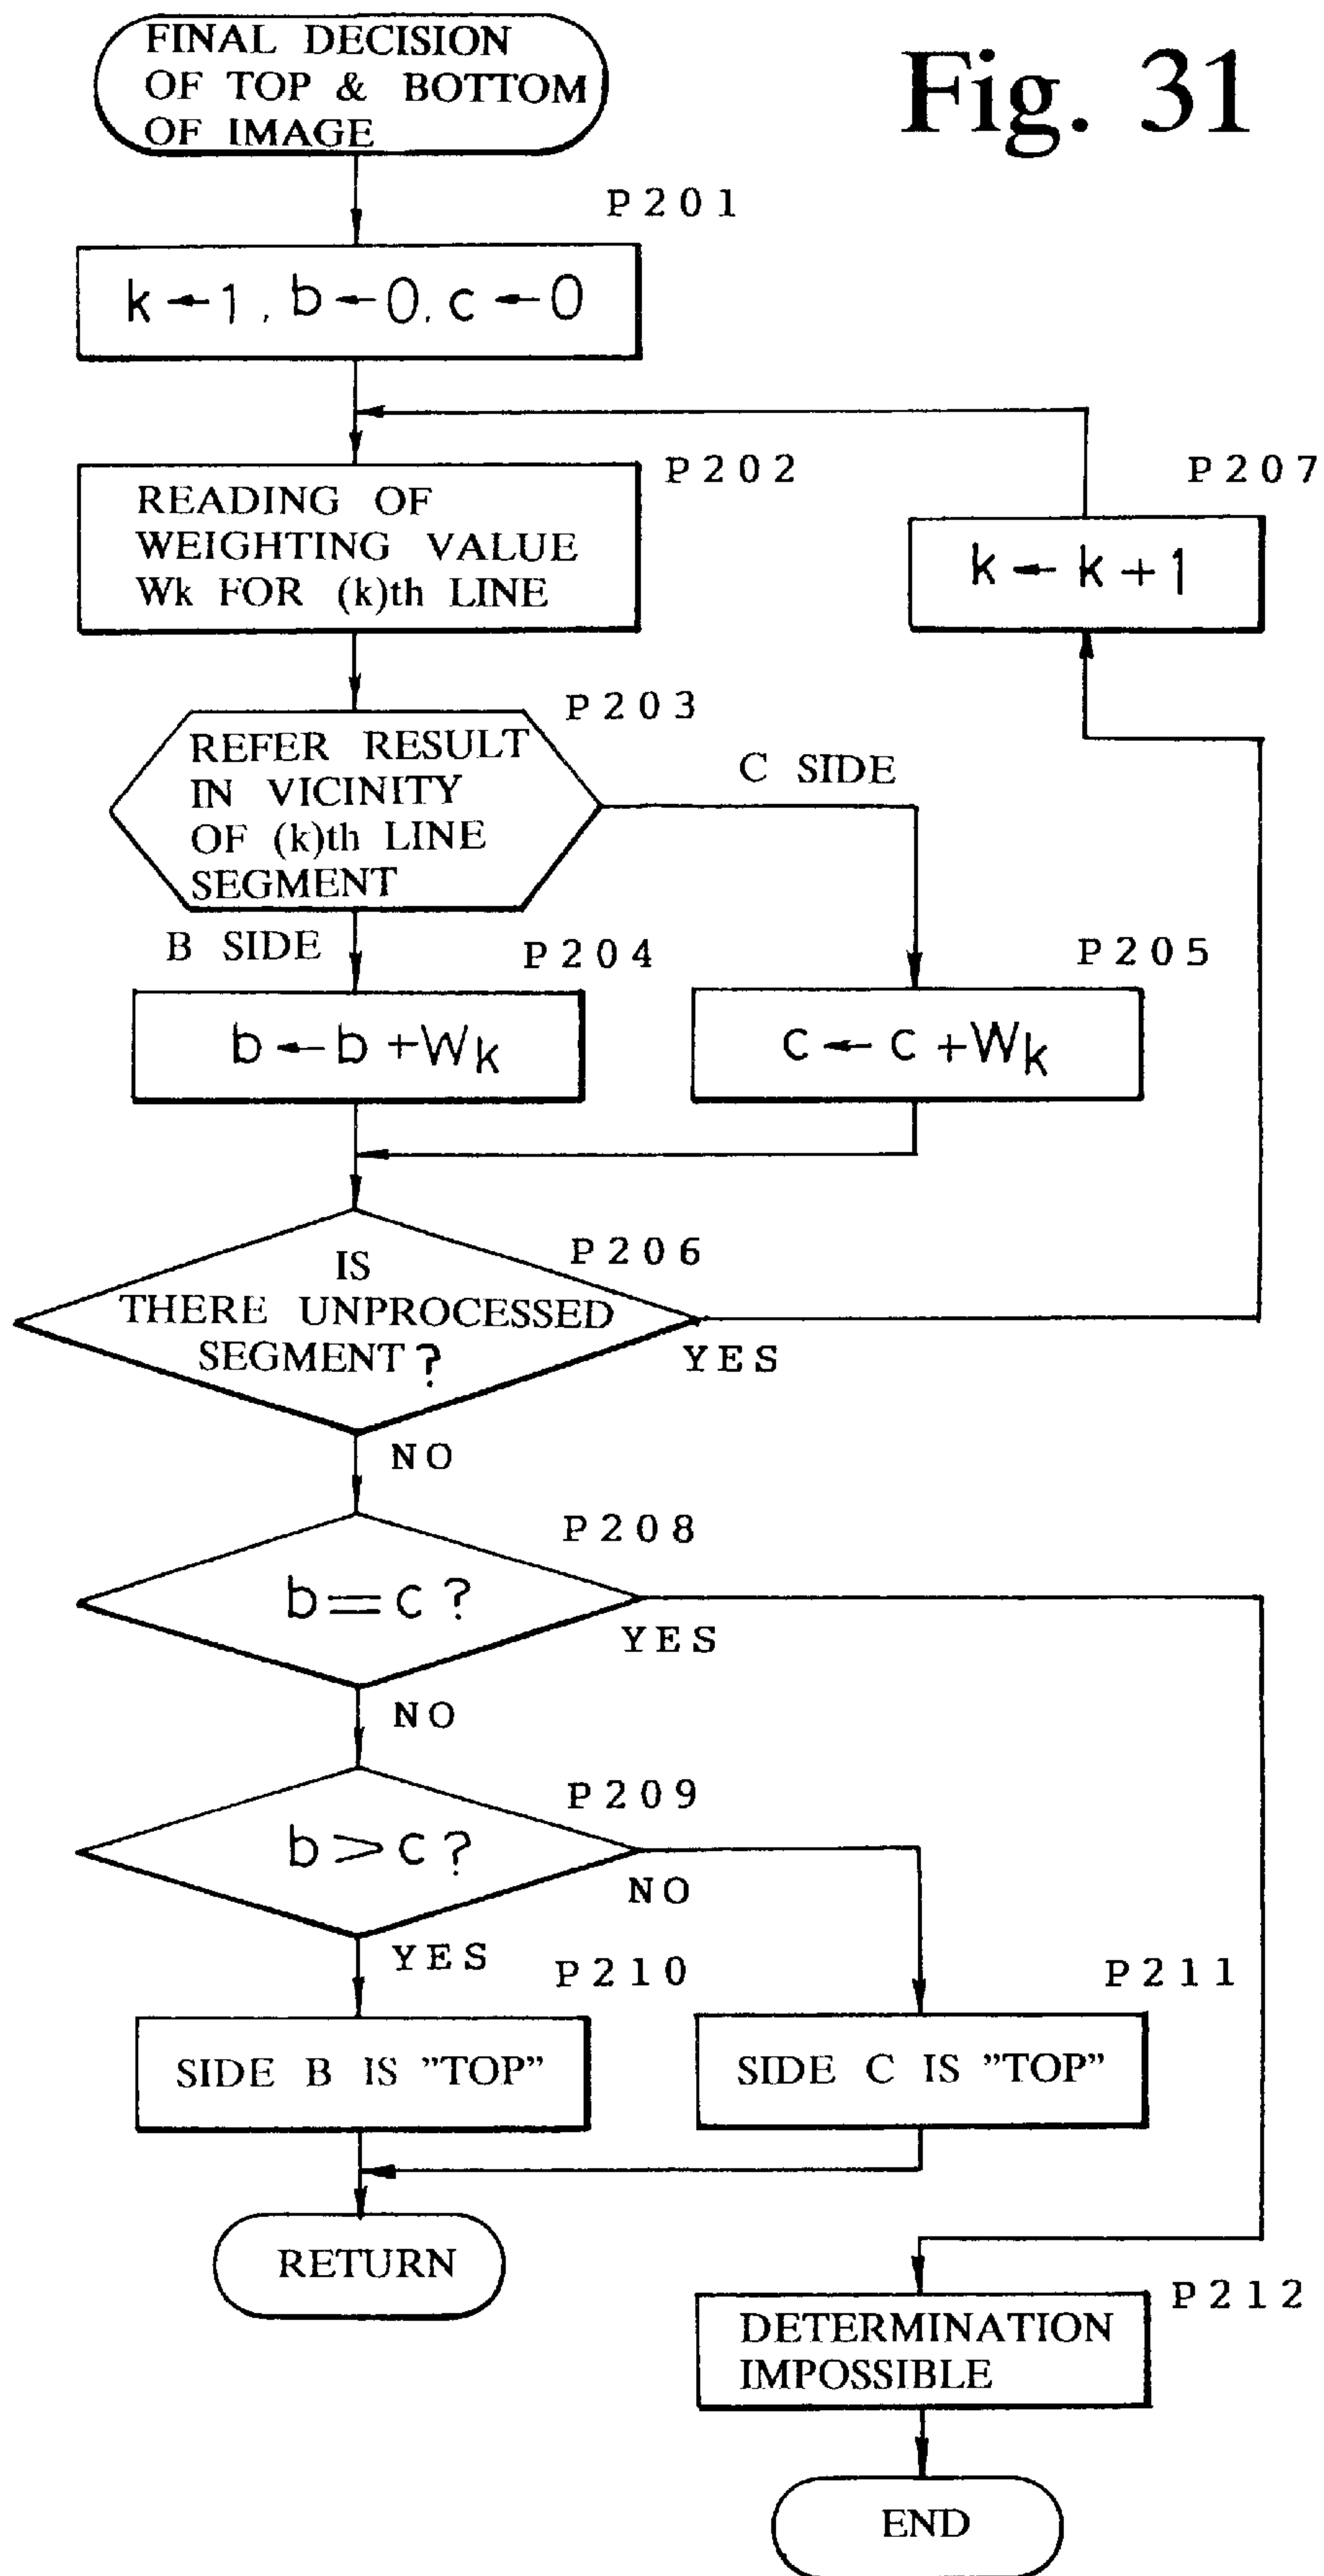 FINAL DECISION
OF TOP & BOTTOM
OF IMAGE
Fig. 31
P201
k←1, b←0, c←0
P202
READING OF
WEIGHTING VALUE
Wk FOR (k)th LINE
P207
k←k+1
P203
REFER RESULT
IN VICINITY
OF (k)th LINE
SEGMENT
C SIDE
B SIDE
P204
b←b+Wk
P205
c←c+Wk
P206
IS
THERE UNPROCESSED
SEGMENT?
YES
NO
P208
b=c?
YES
NO
P209
b>c?
NO
YES
P210
SIDE B IS "TOP"
P211
SIDE C IS "TOP"
RETURN
P212
DETERMINATION
IMPOSSIBLE
END